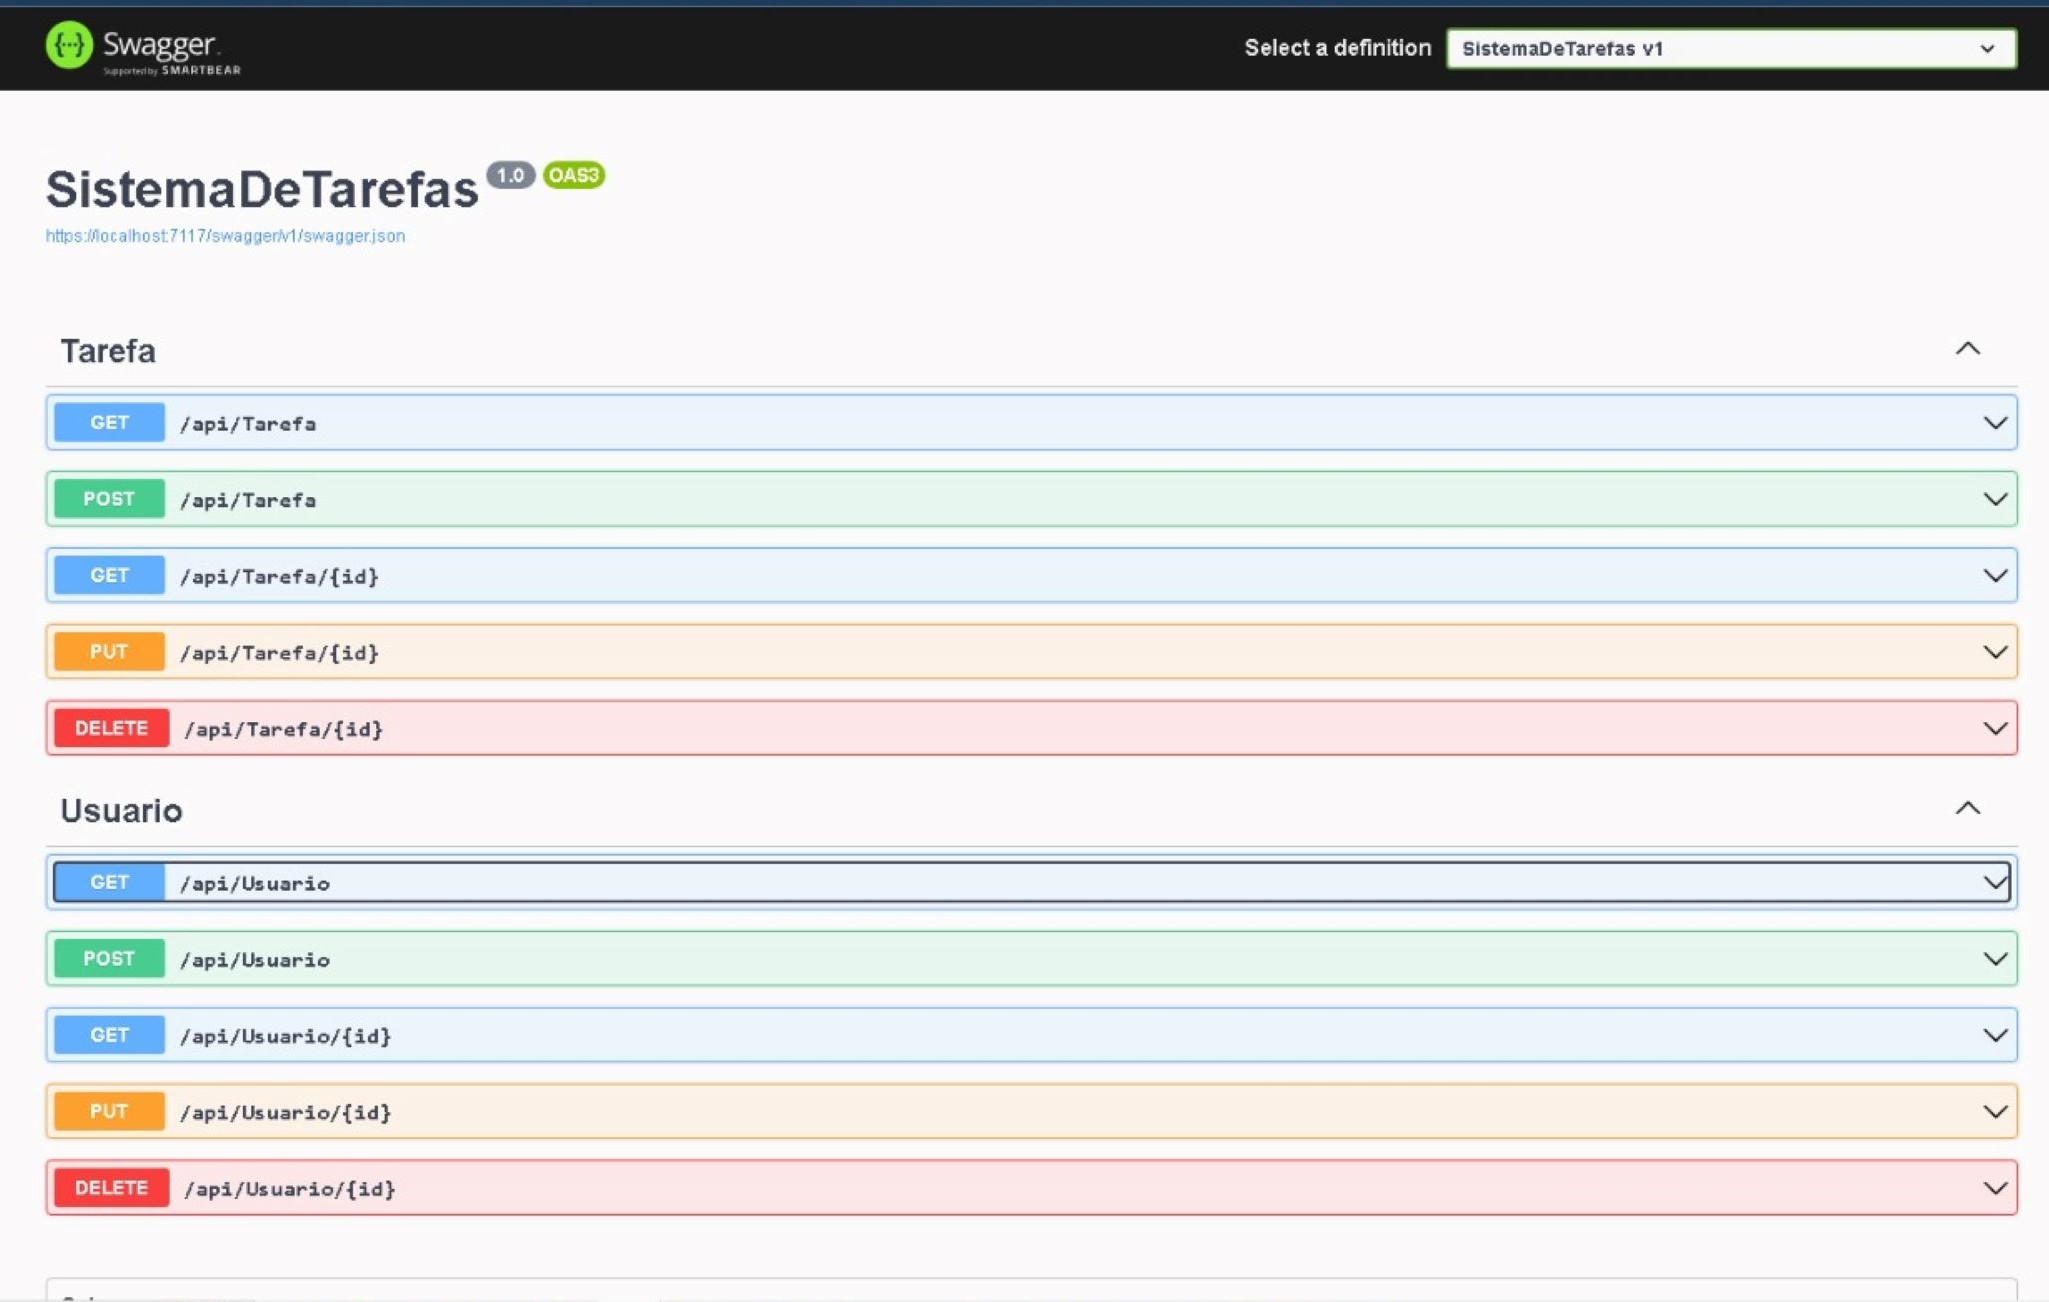 Swagger.
Supported by SMARTBEAR
Select a definition
SistemaDeTarefas v1
SistemaDeTarefas 1.0 OAS3
https://localhost:7117/swagger/v1/swagger.json
Tarefa
GET /api/Tarefa
POST /api/Tarefa
GET /api/Tarefa/{id}
PUT /api/Tarefa/{id}
DELETE /api/Tarefa/{id}
Usuario
GET /api/Usuario
POST /api/Usuario
GET /api/Usuario/{id}
PUT /api/Usuario/{id}
DELETE /api/Usuario/{id}